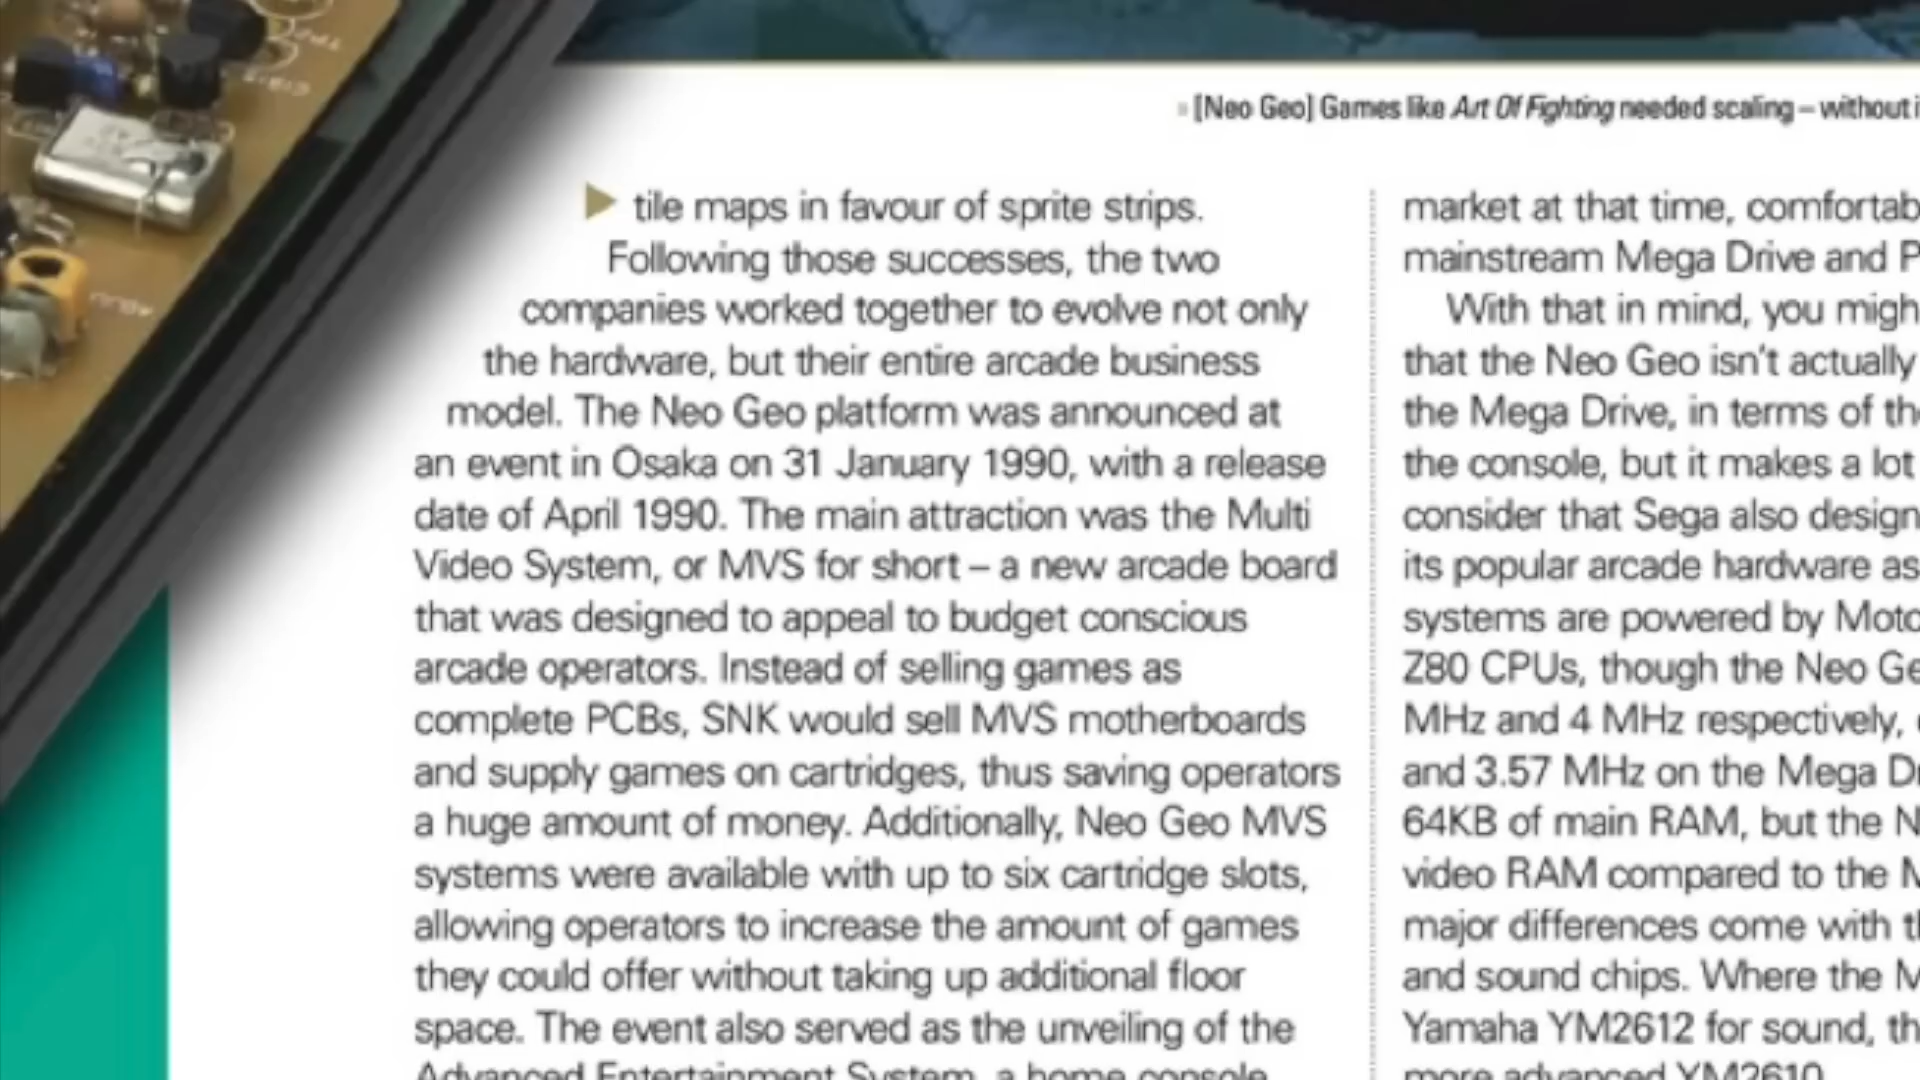 [Neo Geo] Games like Art Of Fighting needed scaling – without
tile maps in favour of sprite strips.
Following those successes, the two
companies worked together to evolve not only
the hardware, but their entire arcade business
model. The Neo Geo platform was announced at
an event in Osaka on 31 January 1990, with a release
date of April 1990. The main attraction was the Multi
Video System, or MVS for short – a new arcade board
that was designed to appeal to budget conscious
arcade operators. Instead of selling games as
complete PCBs, SNK would sell MVS motherboards
and supply games on cartridges, thus saving operators
a huge amount of money. Additionally, Neo Geo MVS
systems were available with up to six cartridge slots,
allowing operators to increase the amount of games
they could offer without taking up additional floor
space. The event also served as the unveiling of the
Advanced Entertainment System, a home console
market at that time, comfortab
mainstream Mega Drive and P
With that in mind, you migh
that the Neo Geo isn't actually
the Mega Drive, in terms of th
the console, but it makes a lot
consider that Sega also design
its popular arcade hardware as
systems are powered by Moto
Z80 CPUs, though the Neo Ge
MHz and 4 MHz respectively,
and 3.57 MHz on the Mega Dr
64KB of main RAM, but the N
video RAM compared to the M
major differences come with th
and sound chips. Where the M
Yamaha YM2612 for sound, th
more advanced YM2610